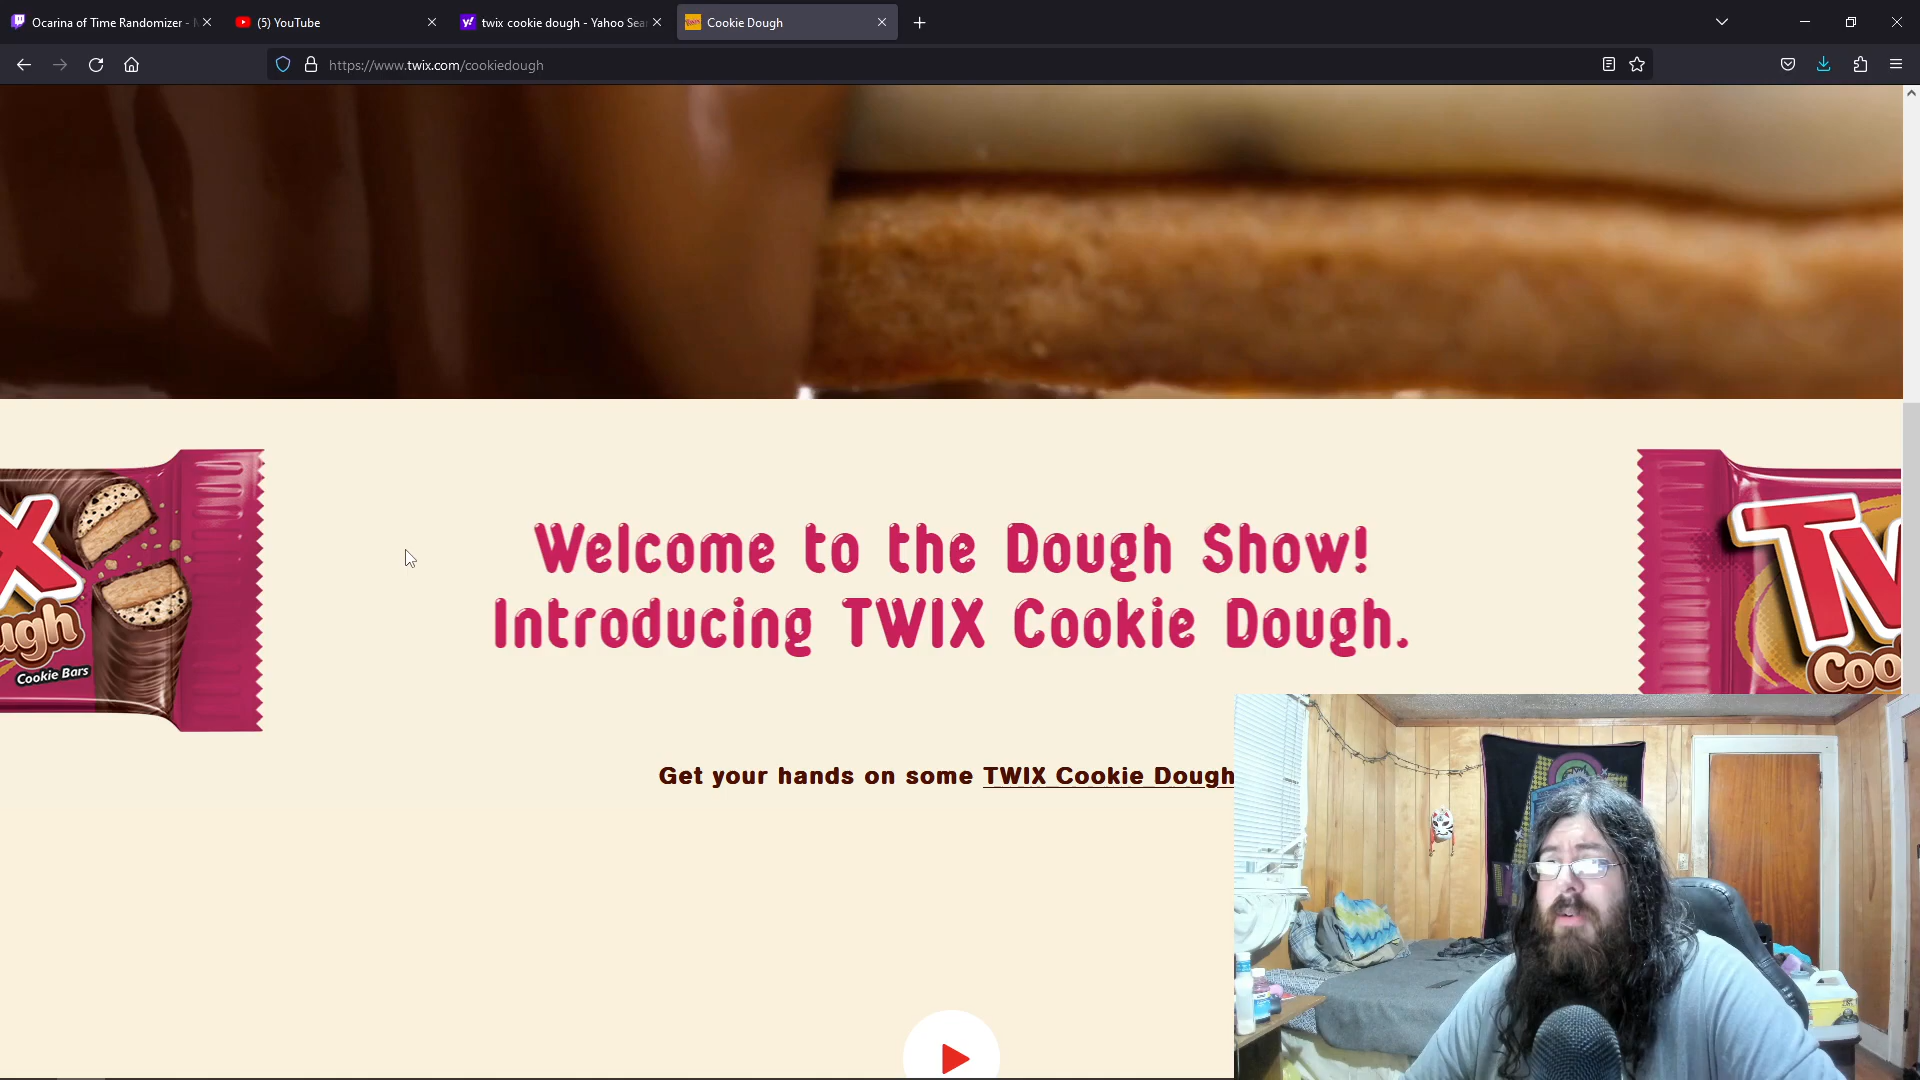 Ocarina of Time Randomizer -
(5) YouTube
twix cookie dough - Yahoo Sear
Cookie Dough
https://www.twix.com/cookiedough
Welcome to the Dough Show!
Introducing TWIX Cookie Dough.
X
ugh
Cookie Bars
TW
Coo
Get your hands on some TWIX Cookie Dough